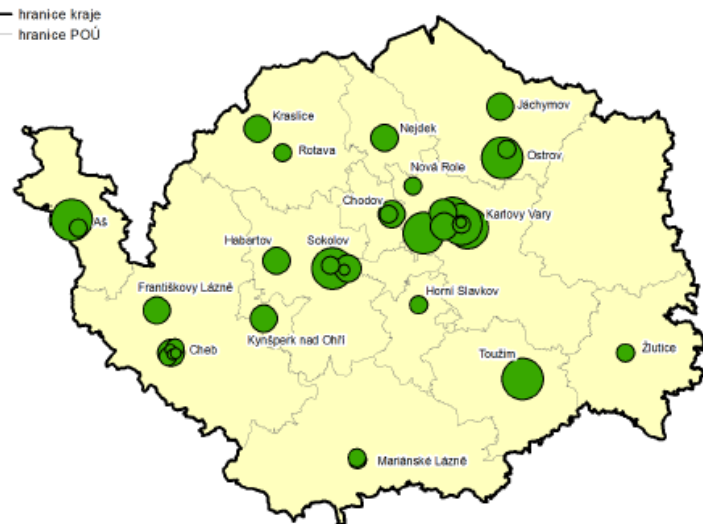 hranice kraje
hranice POÚ
Jáchymov
Kraslice
Nejdek
Rotava
Ostrov
Nová Role
Chodov
Karlovy Vary
Aš
Habartov
Sokolov
Františkovy Lázně
Horní Slavkov
Kynšperk nad Ohří
Cheb
Toužim
Žlutice
Mariánské Lázně